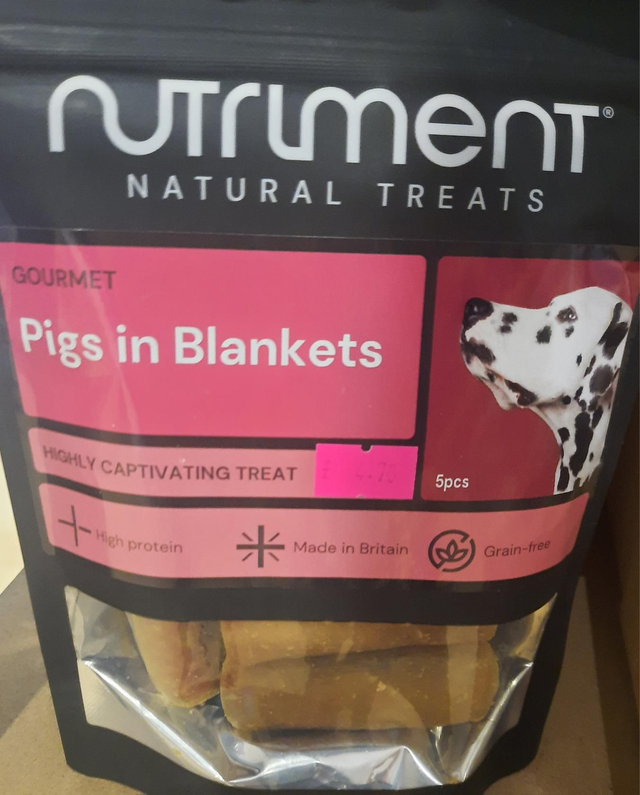 nutriment®
NATURAL TREATS
GOURMET
Pigs in Blankets
HIGHLY CAPTIVATING TREAT
5pcs
High protein
Made in Britain
Grain-free